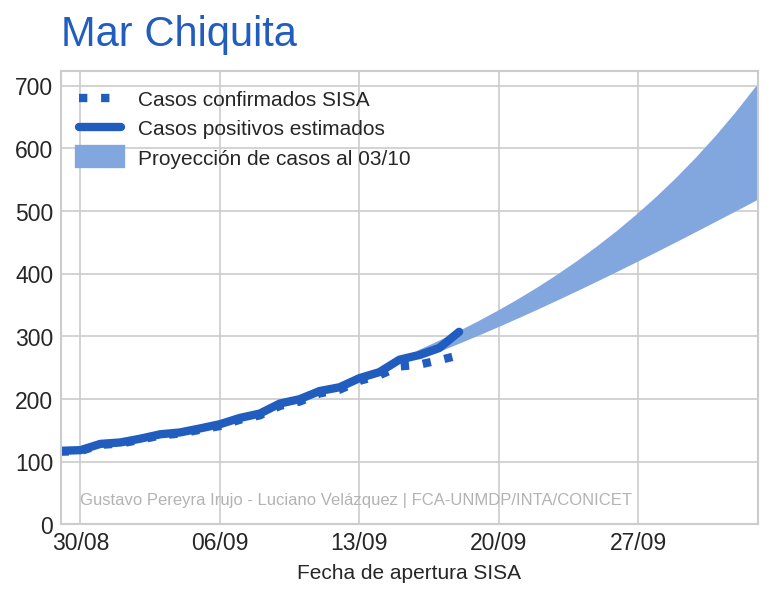 Mar Chiquita
700
600
500
400
300
200
100
0
Casos confirmados SISA
Casos positivos estimados
Proyección de casos al 03/10
Gustavo Pereyra Irujo - Luciano Velázquez | FCA-UNMDP/INTA/CONICET
30/08 06/09 13/09 20/09 27/09
Fecha de apertura SISA